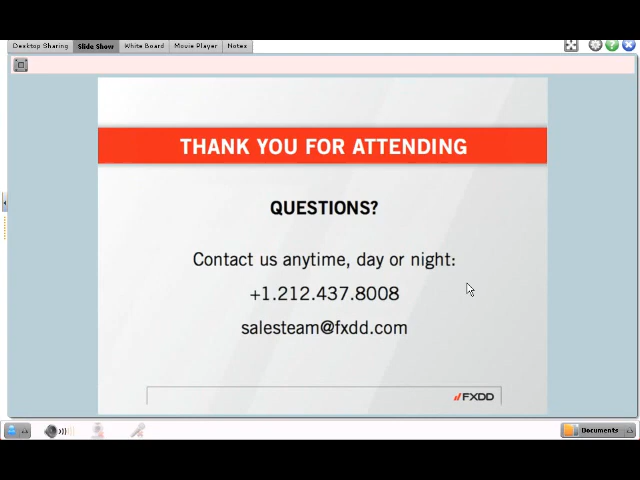 Desktop Sharing Slide Show White Board Movie Player Notes
THANK YOU FOR ATTENDING
QUESTIONS?
Contact us anytime, day or night:
+1.212.437.8008
salesteam@fxdd.com
FXDD
Documents